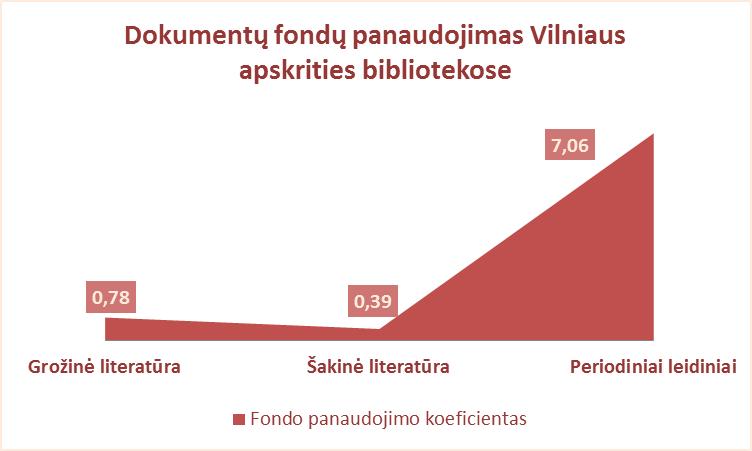 Dokumentų fondų panaudojimas Vilniaus
apskrities bibliotekose
7,06
0,78
0,39
Grožinė literatūra
Šakinė literatūra
Periodiniai leidiniai
Fondo panaudojimo koeficientas